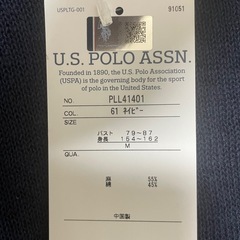 USPLTG-001 91051
U.S. POLO ASSN.
Founded in 1890, the U.S. Polo Association
(USPA) is the governing body for the sport
of polo in the United States.
NO PLL41401
COL. 61 ネイビー
SIZE
バスト 79~87
身長 154~162
M
QUA.
麻 55%
綿 45%
中国製